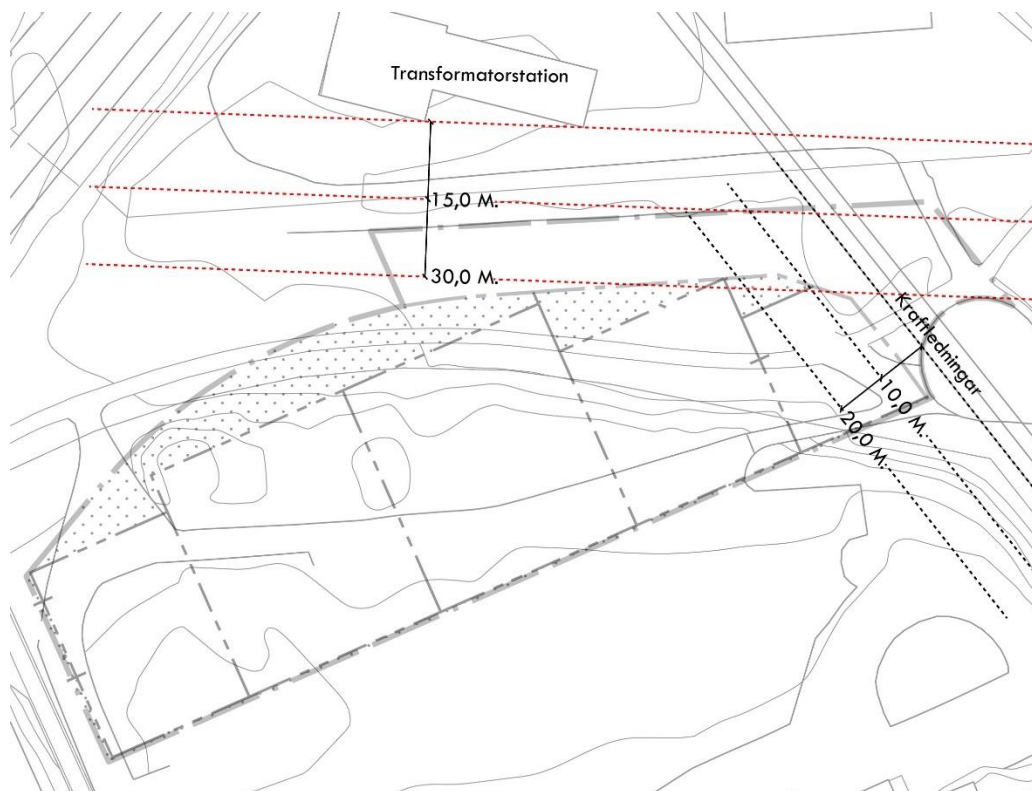 Transformatorstation
15,0 M.
30,0 M.
Kraftledningar
10,0 M.
20,0 M.